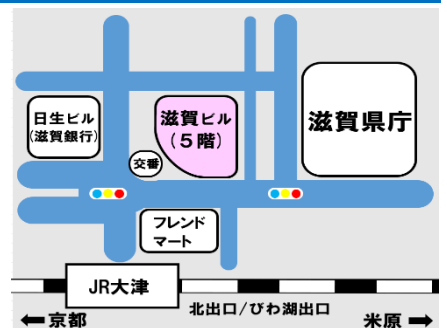 日生ビル
(滋賀銀行)
滋賀ビル
(5階)
交番
滋賀県庁
フレンド
マート
JR大津
北出口/びわ湖出口
←京都
米原→